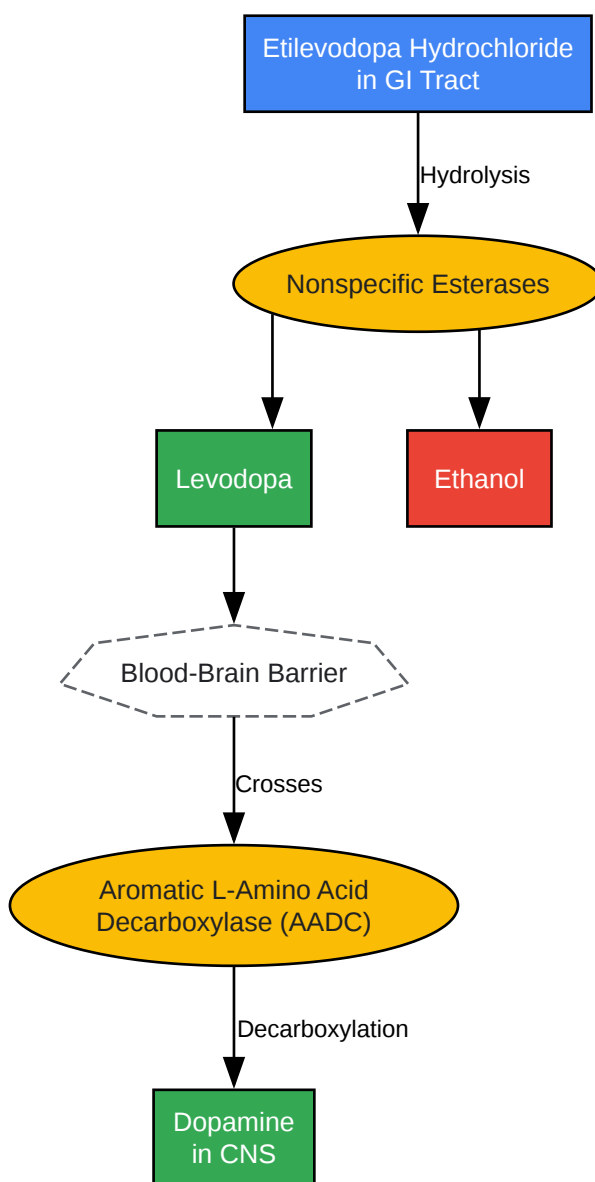 Etilevodopa Hydrochloride
in GI Tract
Hydrolysis
Nonspecific Esterases
Levodopa
Ethanol
Blood-Brain Barrier
Crosses
Aromatic L-Amino Acid
Decarboxylase (AADC)
Decarboxylation
Dopamine
in CNS